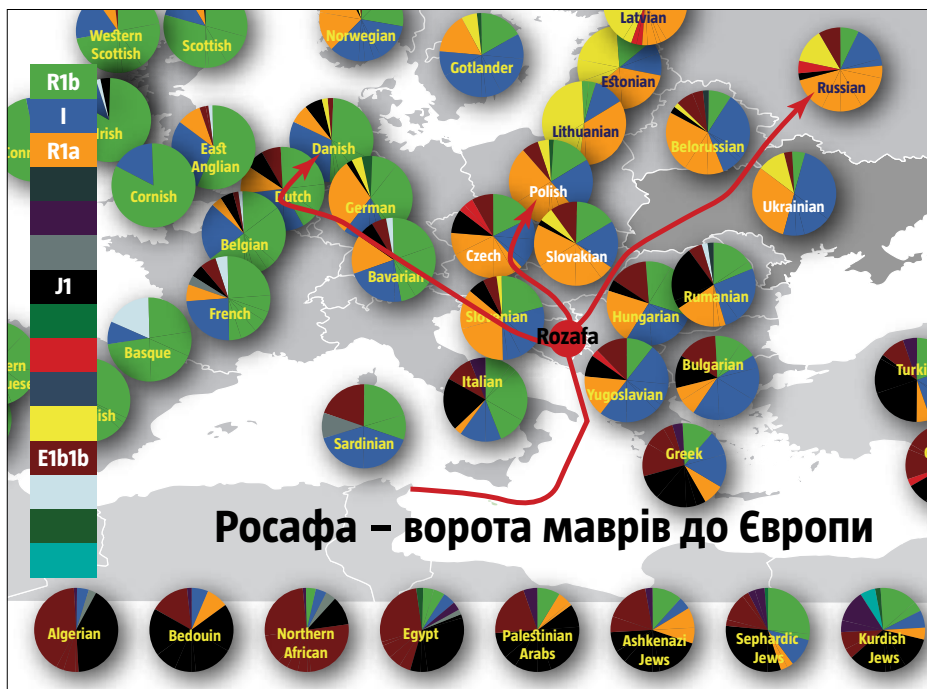 Western
Scottish
Scottish
Norwegian
Gotlander
Latvian
Estonian
Russian
R1b
I
R1a
J1
E1b1b
Irish
East
Anglian
Danish
Lithuanian
Belorussian
Cornish
Dutch
German
Polish
Ukrainian
Belgian
Bavarian
Czech
Slovakian
French
Slovenian
Hungarian
Rumanian
Basque
Rozafa
Italian
Yugoslavian
Bulgarian
Sardinian
Greek
Росафа – ворота маврів до Європи
Algerian
Bedouin
Northern
African
Egypt
Palestinian
Arabs
Ashkenazi
Jews
Sephardic
Jews
Kurdish
Jews